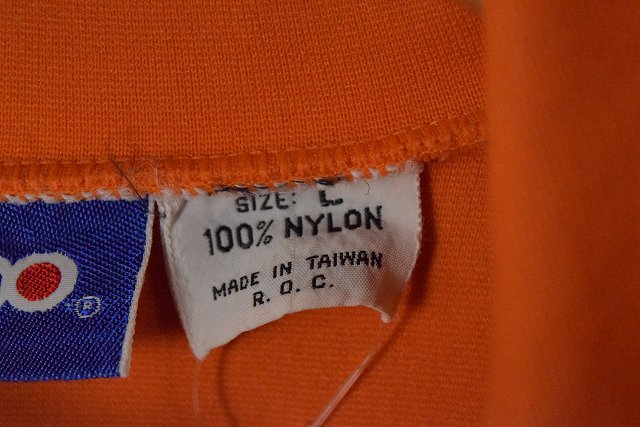 SIZE: L
100% NYLON
MADE IN TAIWAN
R. O. C.
®